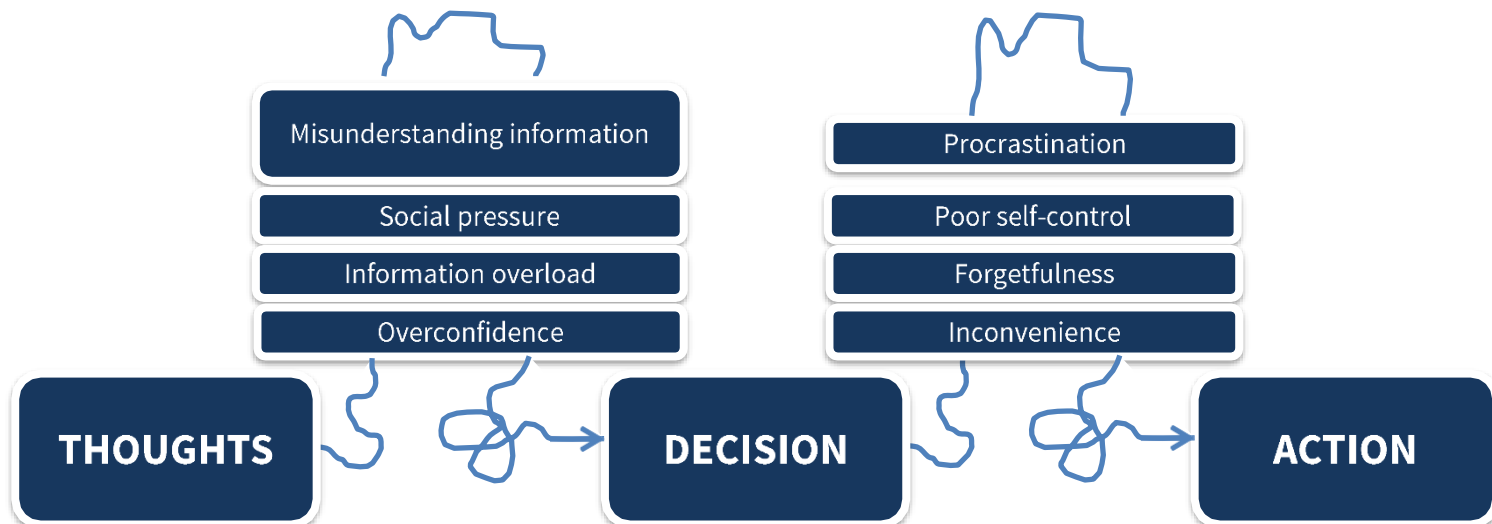 Misunderstanding information
Social pressure
Information overload
Overconfidence
Procrastination
Poor self-control
Forgetfulness
Inconvenience
THOUGHTS
DECISION
ACTION